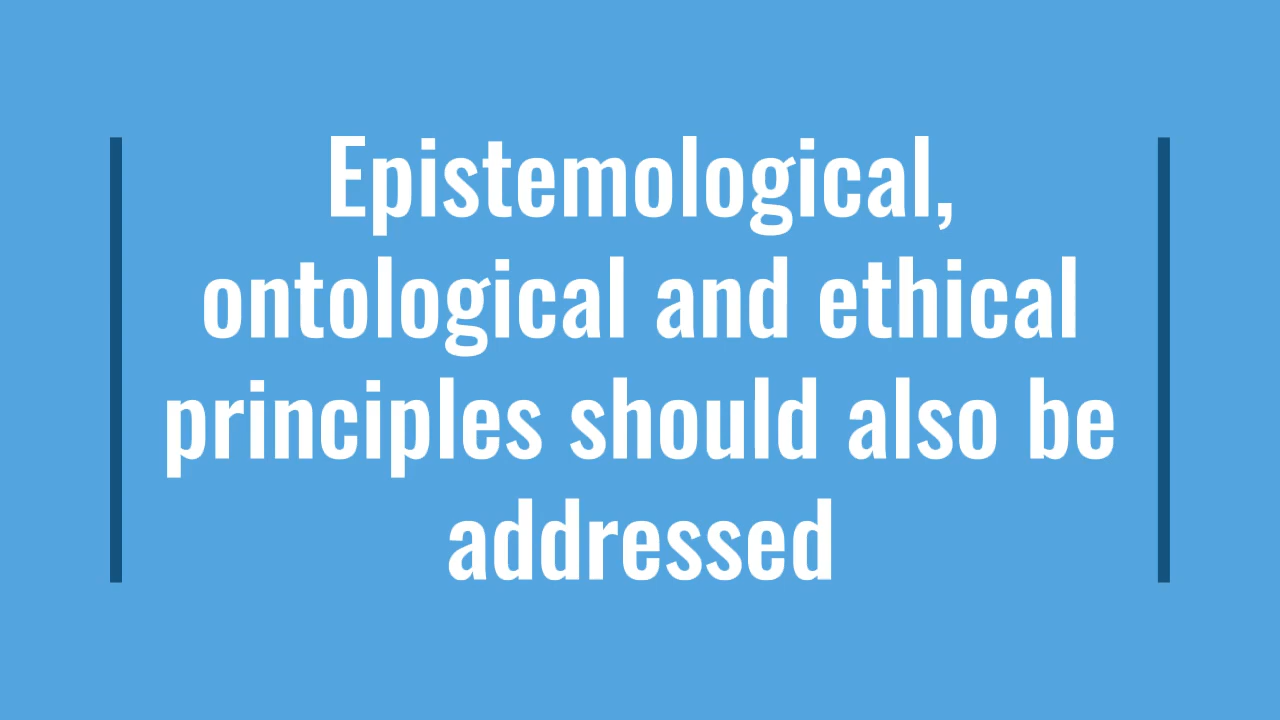 Epistemological,
ontological and ethical
principles should also be
addressed